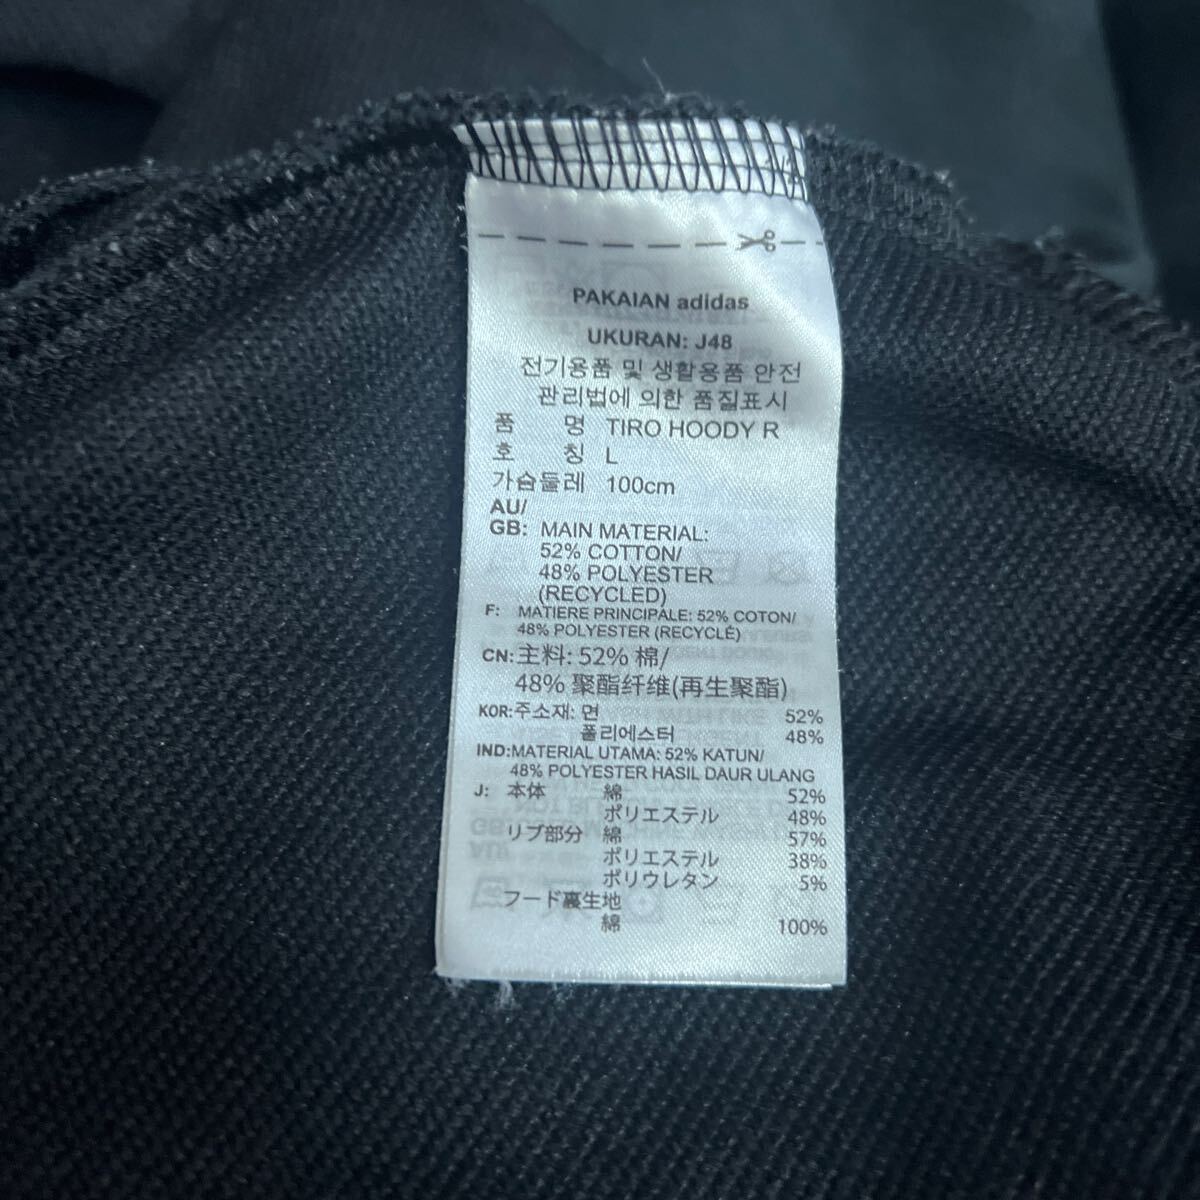 PAKAIAN adidas
UKURAN: J48
전기용품 및 생활용품 안전
관리법에 의한 품질표시
품 명 TIRO HOODY R
호 칭 L
가슴둘레 100cm
AU/
GB: MAIN MATERIAL:
52% COTTON/
48% POLYESTER
(RECYCLED)
F: MATIERE PRINCIPALE: 52% COTON/
48% POLYESTER (RECYCLÉ)
CN:主料: 52% 棉/
48% 聚酯纤维(再生聚酯)
KOR:주소재: 면 52%
폴리에스터 48%
IND:MATERIAL UTAMA: 52% KATUN/
48% POLYESTER HASIL DAUR ULANG
J: 本体 綿 52%
ポリエステル 48%
リブ部分 綿 57%
ポリエステル 38%
ポリウレタン 5%
フード裏生地
綿 100%